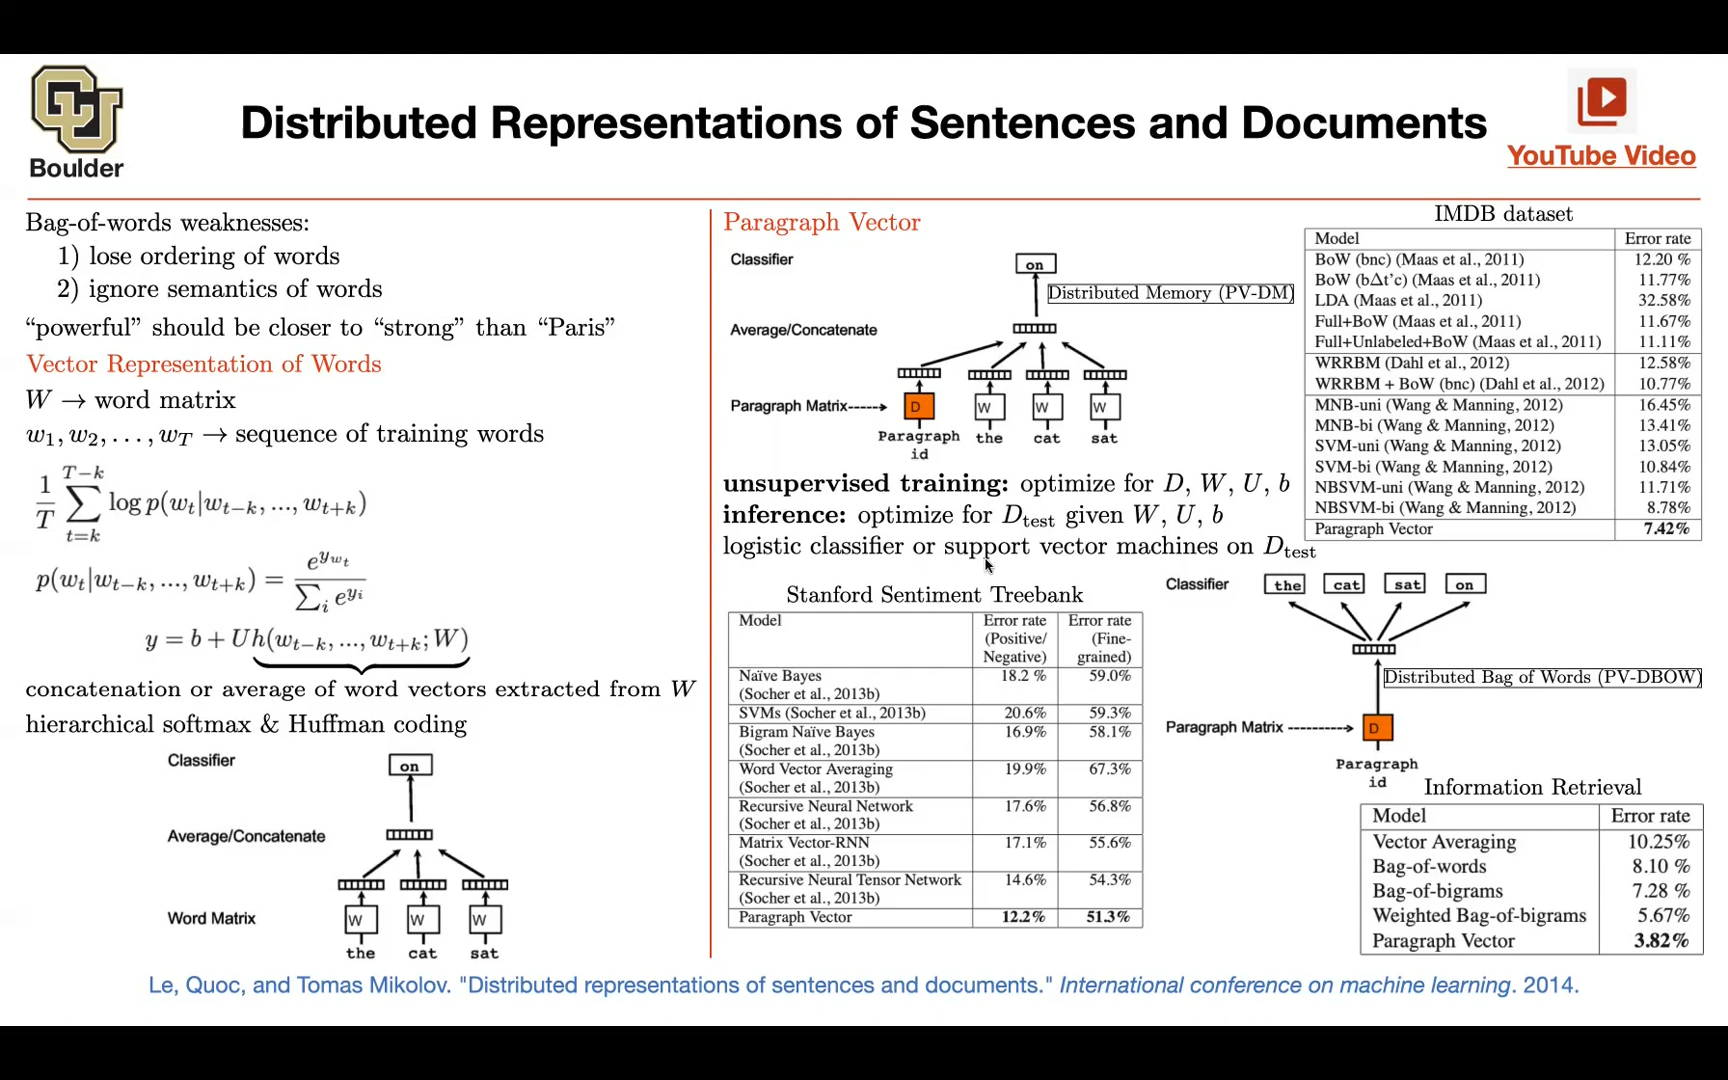 Boulder
Distributed Representations of Sentences and Documents
YouTube Video
Bag-of-words weaknesses:
1) lose ordering of words
2) ignore semantics of words
“powerful” should be closer to “strong” than “Paris”
Vector Representation of Words
W → word matrix
w₁, w₂, . . . , w_T → sequence of training words
1/T ∑_{t=k}^{T−k} log p(w_t|w_{t−k}, ..., w_{t+k})
p(w_t|w_{t−k}, ..., w_{t+k}) = e^{y_{w_t}} / ∑_i e^{y_i}
y = b + Uh(w_{t−k}, ..., w_{t+k}; W)
concatenation or average of word vectors extracted from W
hierarchical softmax & Huffman coding
Classifier
on
Average/Concatenate
Word Matrix
W W W
the cat sat
Paragraph Vector
Classifier
on
Distributed Memory (PV-DM)
Average/Concatenate
Paragraph Matrix
D W W W
Paragraph id the cat sat
unsupervised training: optimize for D, W, U, b
inference: optimize for D_test given W, U, b
logistic classifier or support vector machines on D_test
IMDB dataset
Model Error rate
BoW (bnc) (Maas et al., 2011) 12.20 %
BoW (bΔt’c) (Maas et al., 2011) 11.77%
LDA (Maas et al., 2011) 32.58%
Full+BoW (Maas et al., 2011) 11.67%
Full+Unlabeled+BoW (Maas et al., 2011) 11.11%
WRRBM (Dahl et al., 2012) 12.58%
WRRBM + BoW (bnc) (Dahl et al., 2012) 10.77%
MNB-uni (Wang & Manning, 2012) 16.45%
MNB-bi (Wang & Manning, 2012) 13.41%
SVM-uni (Wang & Manning, 2012) 13.05%
SVM-bi (Wang & Manning, 2012) 10.84%
NBSVM-uni (Wang & Manning, 2012) 11.71%
NBSVM-bi (Wang & Manning, 2012) 8.78%
Paragraph Vector 7.42%
Stanford Sentiment Treebank
Model Error rate (Positive/Negative) Error rate (Fine-grained)
Naïve Bayes 18.2 % 59.0%
(Socher et al., 2013b)
SVMs (Socher et al., 2013b) 20.6% 59.3%
Bigram Naïve Bayes 16.9% 58.1%
(Socher et al., 2013b)
Word Vector Averaging 19.9% 67.3%
(Socher et al., 2013b)
Recursive Neural Network 17.6% 56.8%
(Socher et al., 2013b)
Matrix Vector-RNN 17.1% 55.6%
(Socher et al., 2013b)
Recursive Neural Tensor Network 14.6% 54.3%
(Socher et al., 2013b)
Paragraph Vector 12.2% 51.3%
Classifier
the cat sat on
Distributed Bag of Words (PV-DBOW)
Paragraph Matrix
D
Paragraph
id
Information Retrieval
Model Error rate
Vector Averaging 10.25%
Bag-of-words 8.10 %
Bag-of-bigrams 7.28 %
Weighted Bag-of-bigrams 5.67%
Paragraph Vector 3.82%
Le, Quoc, and Tomas Mikolov. "Distributed representations of sentences and documents." International conference on machine learning. 2014.